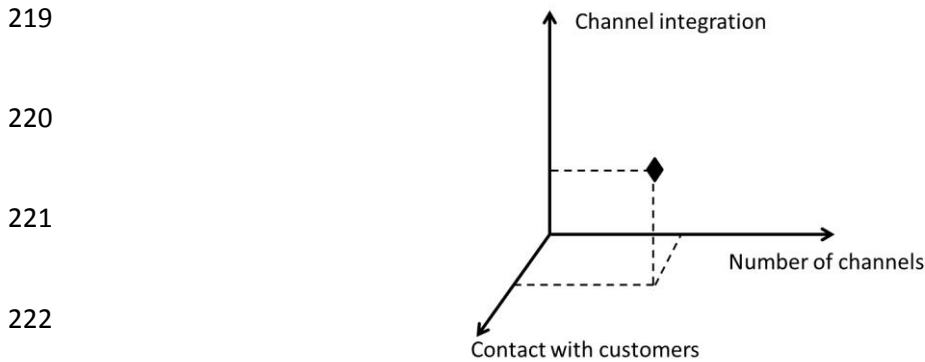 219
Channel integration
220
221
Number of channels
222
Contact with customers